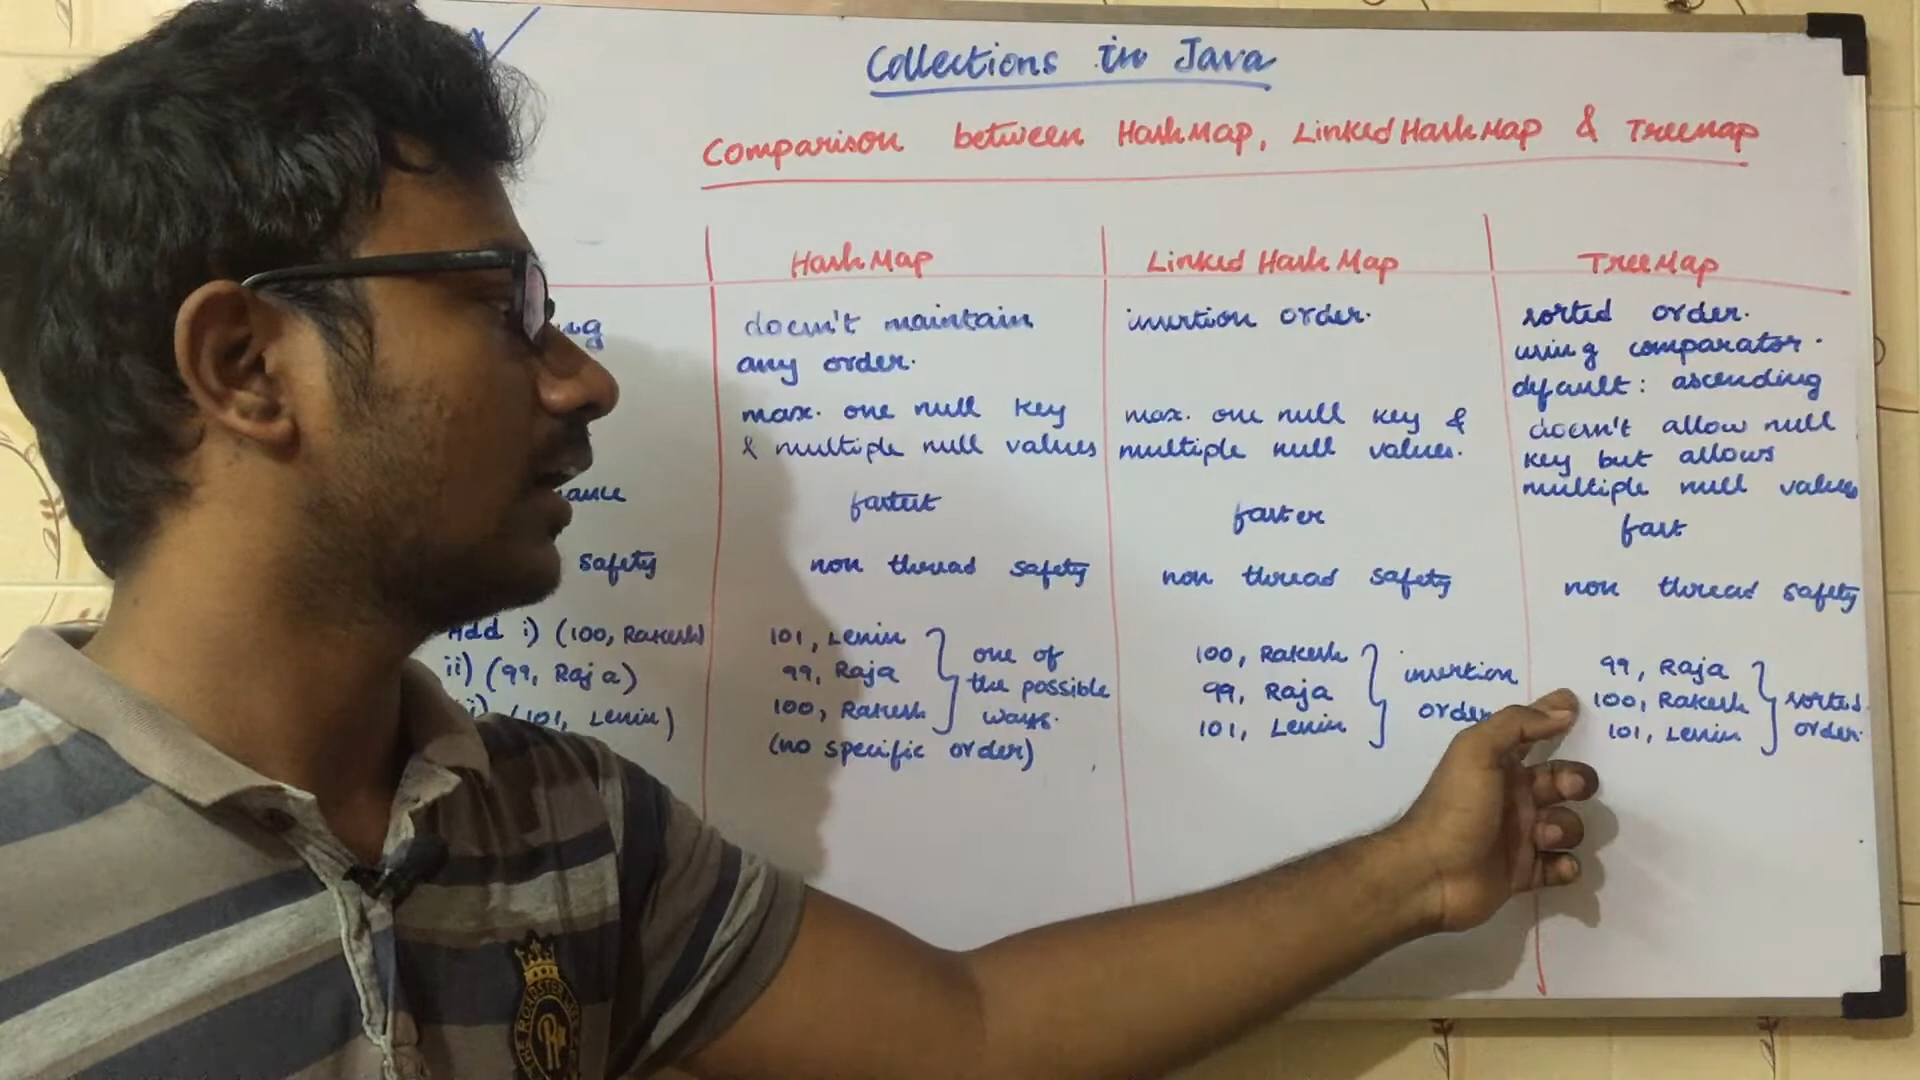 Collections in Java
Comparison between HashMap, LinkedHashMap & TreeMap
HashMap
Linked HashMap
TreeMap
doesn't maintain
any order.
insertion order.
sorted order.
using comparator.
default: ascending
max. one null key
& multiple null values
max. one null key &
multiple null values.
doesn't allow null
key but allows
multiple null values
fastest
faster
fast
safety
non thread safety
non thread safety
non thread safety
Add i) (100, Rakesh)
ii) (99, Raja)
(101, Lenin)
101, Lenin
99, Raja
100, Rakesh
one of
the possible
ways.
(no specific order)
100, Rakesh
99, Raja
101, Lenin
insertion
order
99, Raja
100, Rakesh
101, Lenin
sorted
order.